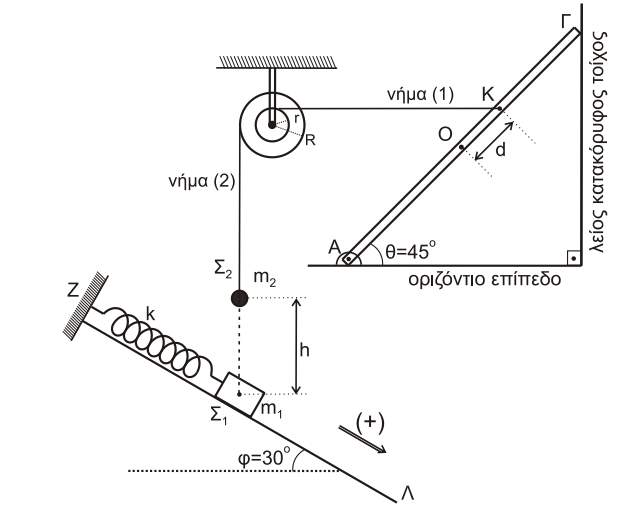 Γ
λείος κατακόρυφος τοίχος
νήμα (1)
K
r
R
O
d
νήμα (2)
A
θ=45°
οριζόντιο επίπεδο
Σ₂
m₂
Z
k
h
Σ₁
m₁
(+)
φ=30°
Λ